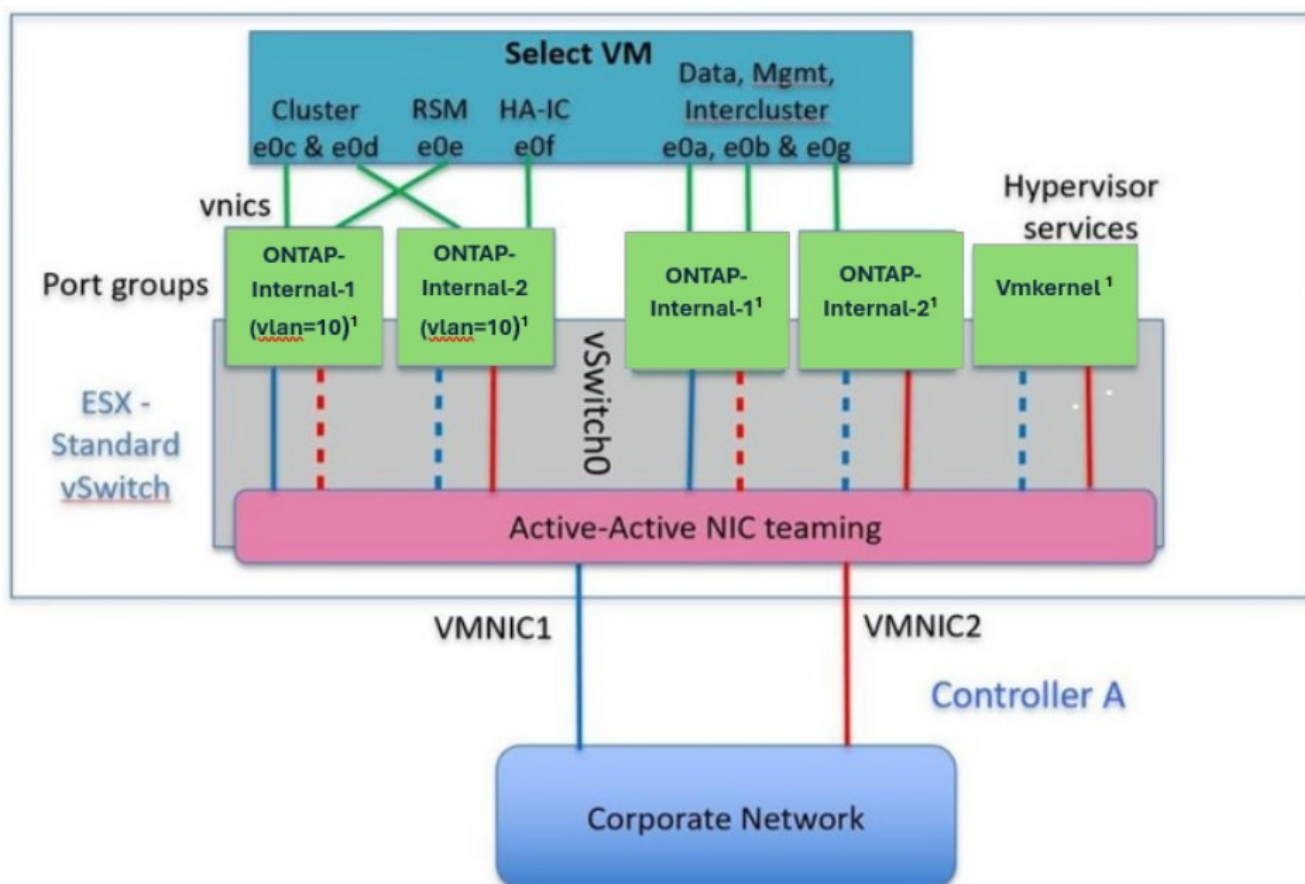 Select VM
Cluster
e0c & e0d
RSM
e0e
HA-IC
e0f
Data, Mgmt,
Intercluster
e0a, e0b & e0g
vnics
Hypervisor
services
Port groups
ONTAP-
Internal-1
(vlan=10)¹
ONTAP-
Internal-2
(vlan=10)¹
ONTAP-
Internal-1¹
ONTAP-
Internal-2¹
Vmkernel ¹
ESX -
Standard
vSwitch
vSwitch0
Active-Active NIC teaming
VMNIC1
VMNIC2
Controller A
Corporate Network